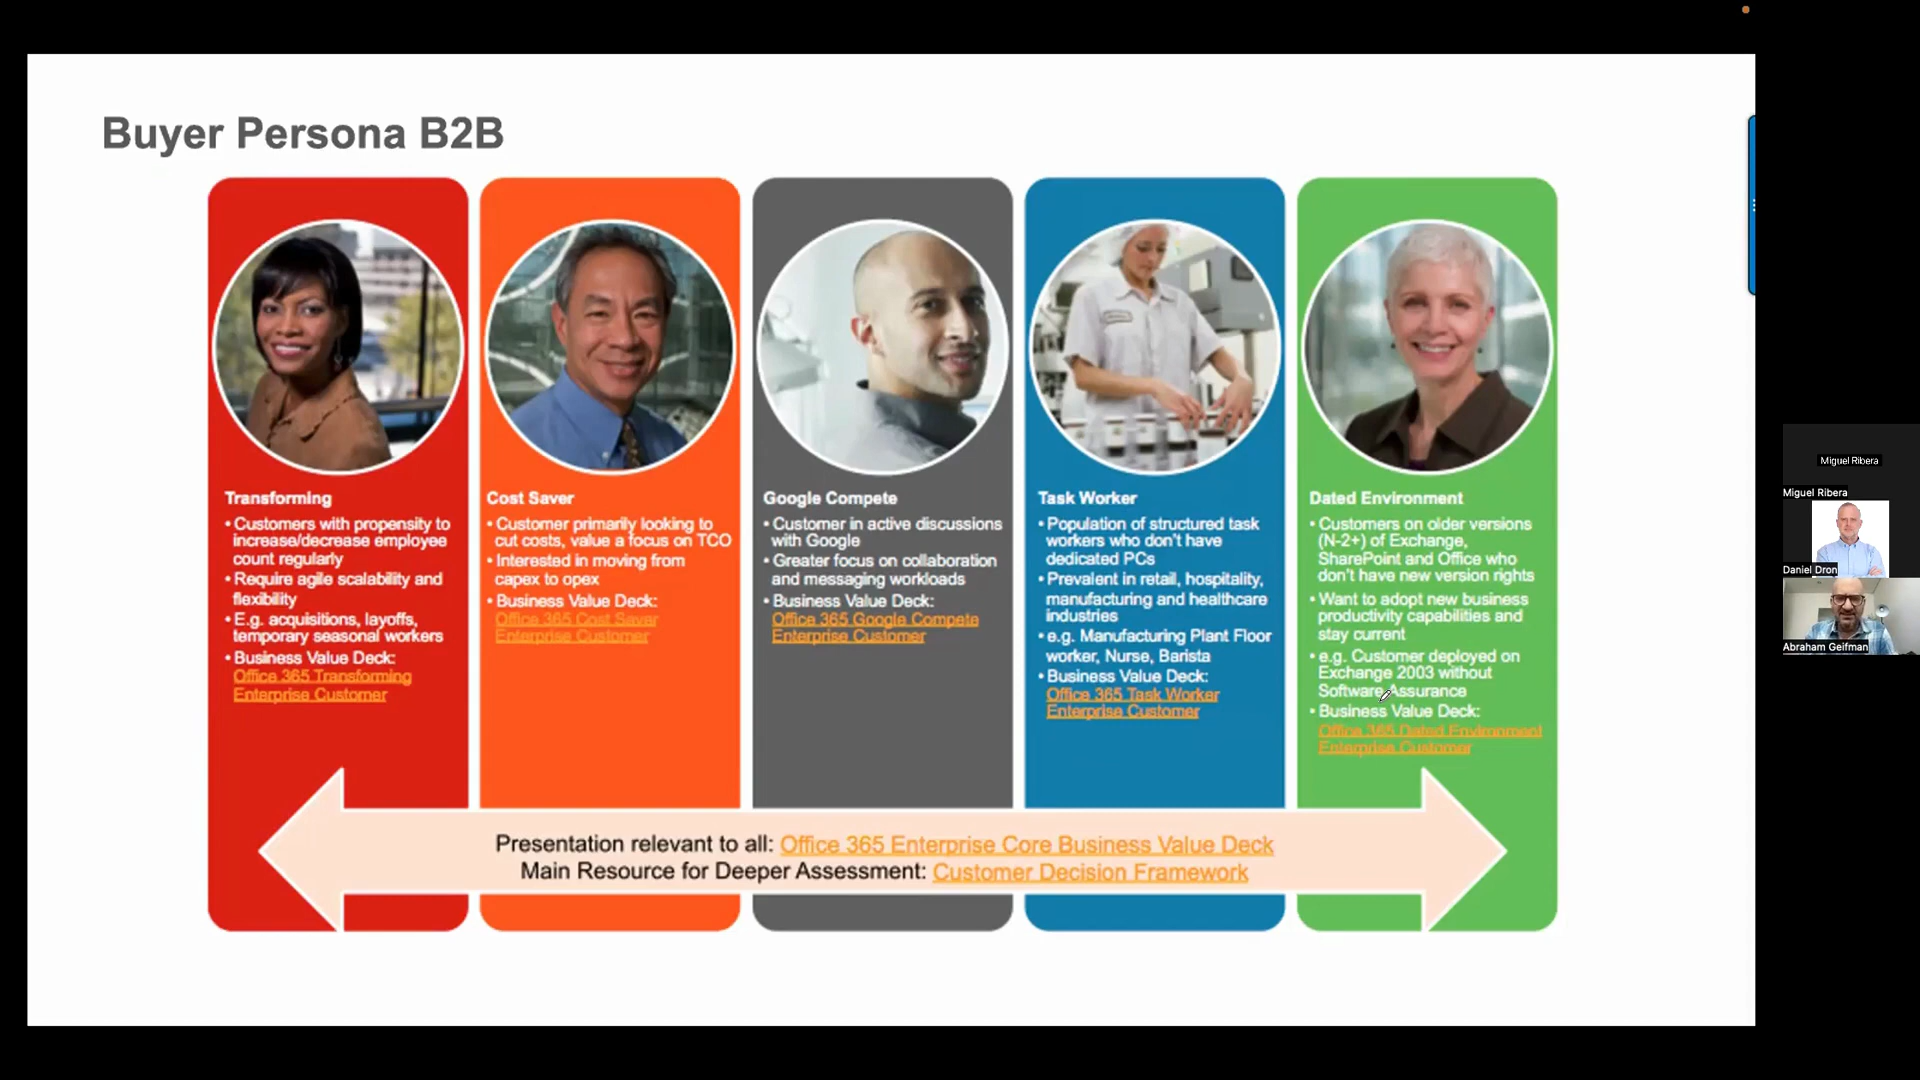 Buyer Persona B2B
Transforming
• Customers with propensity to
increase/decrease employee
count regularly
• Require agile scalability and
flexibility
• E.g. acquisitions, layoffs,
temporary seasonal workers
• Business Value Deck:
Office 365 Transforming
Enterprise Customer
Cost Saver
• Customer primarily looking to
cut costs, value a focus on TCO
• Interested in moving from
capex to opex
• Business Value Deck:
Office 365 Cost Saver
Enterprise Customer
Google Compete
• Customer in active discussions
with Google
• Greater focus on collaboration
and messaging workloads
• Business Value Deck:
Office 365 Google Compete
Enterprise Customer
Task Worker
• Population of structured task
workers who don't have
dedicated PCs
• Prevalent in retail, hospitality,
manufacturing and healthcare
industries
• e.g. Manufacturing Plant Floor
worker, Nurse, Barista
• Business Value Deck:
Office 365 Task Worker
Enterprise Customer
Dated Environment
• Customers on older versions
(N-2+) of Exchange,
SharePoint and Office who
don't have new version rights
• Want to adopt new business
productivity capabilities and
stay current
• e.g. Customer deployed on
Exchange 2003 without
Software Assurance
• Business Value Deck:
Office 365 Dated Environment
Enterprise Customer
Presentation relevant to all: Office 365 Enterprise Core Business Value Deck
Main Resource for Deeper Assessment: Customer Decision Framework
Miguel Ribera
Miguel Ribera
Daniel Dron
Abraham Geifman